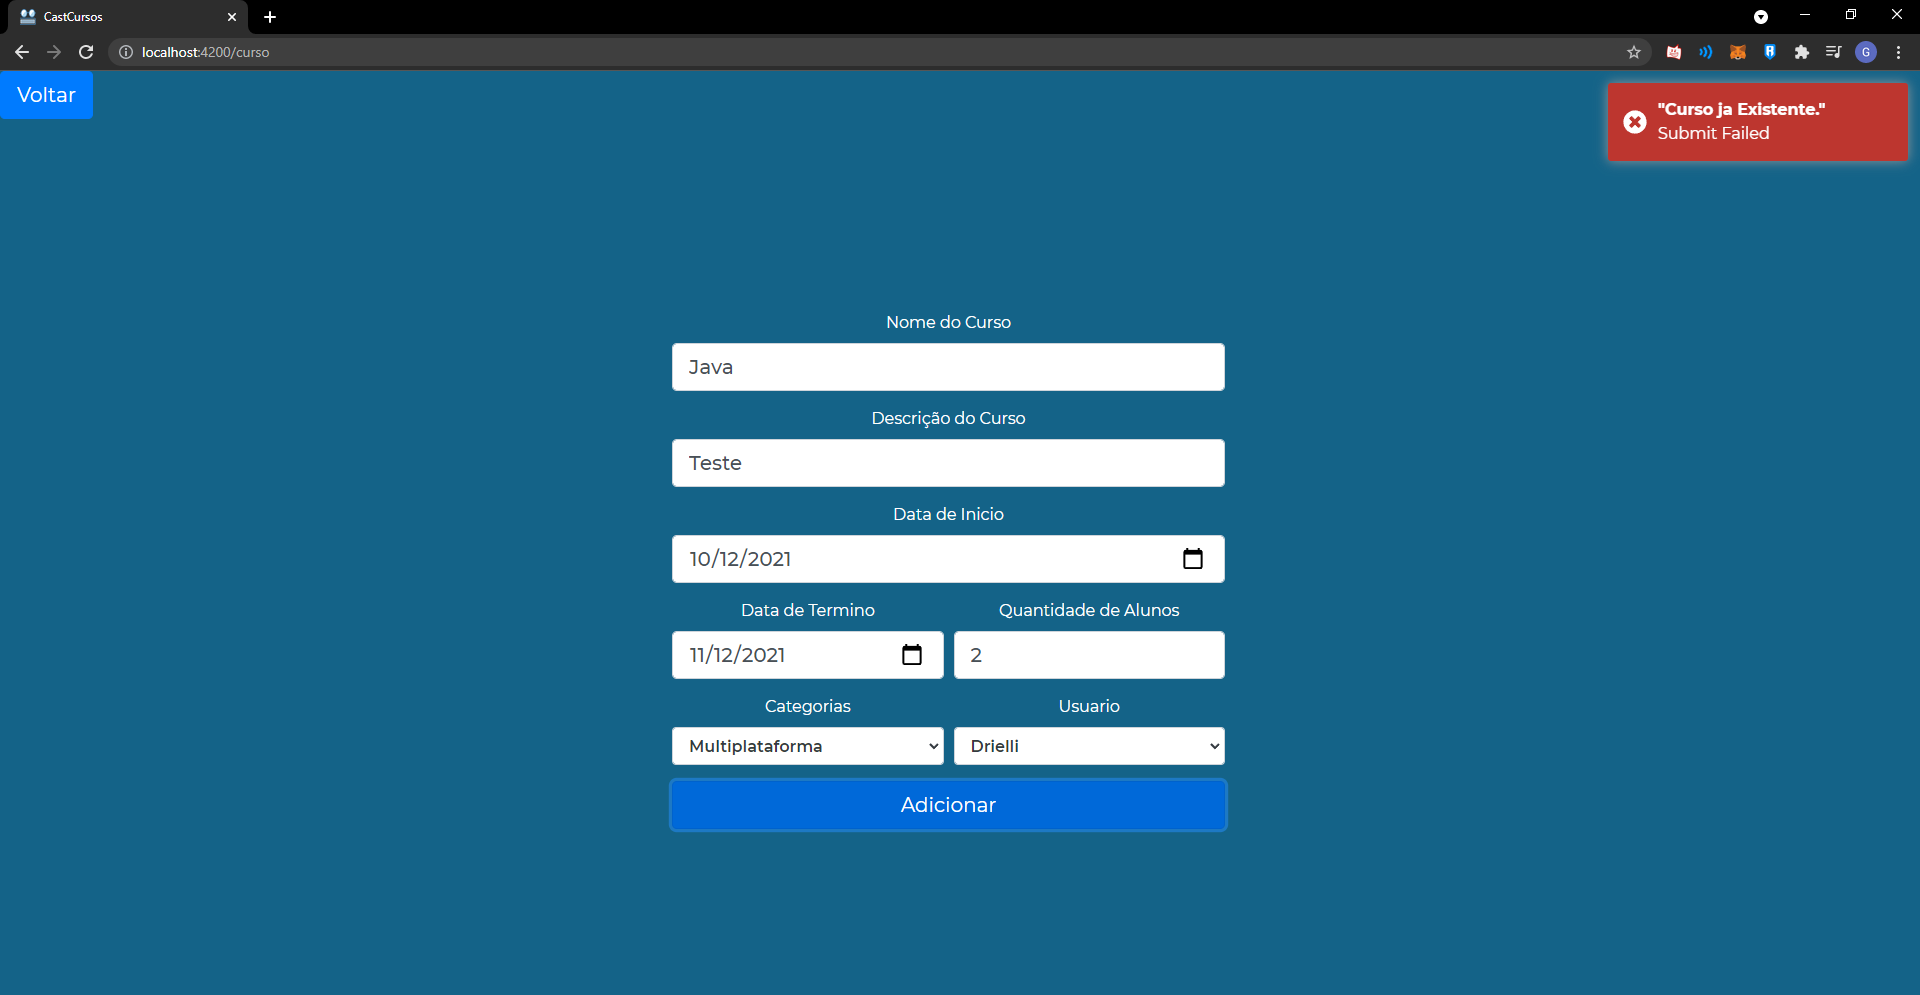 CastCursos
localhost:4200/curso
G
Voltar
"Curso ja Existente."
Submit Failed
Nome do Curso
Java
Descrição do Curso
Teste
Data de Inicio
10/12/2021
Data de Termino
Quantidade de Alunos
11/12/2021
2
Categorias
Usuario
Multiplataforma
Drielli
Adicionar